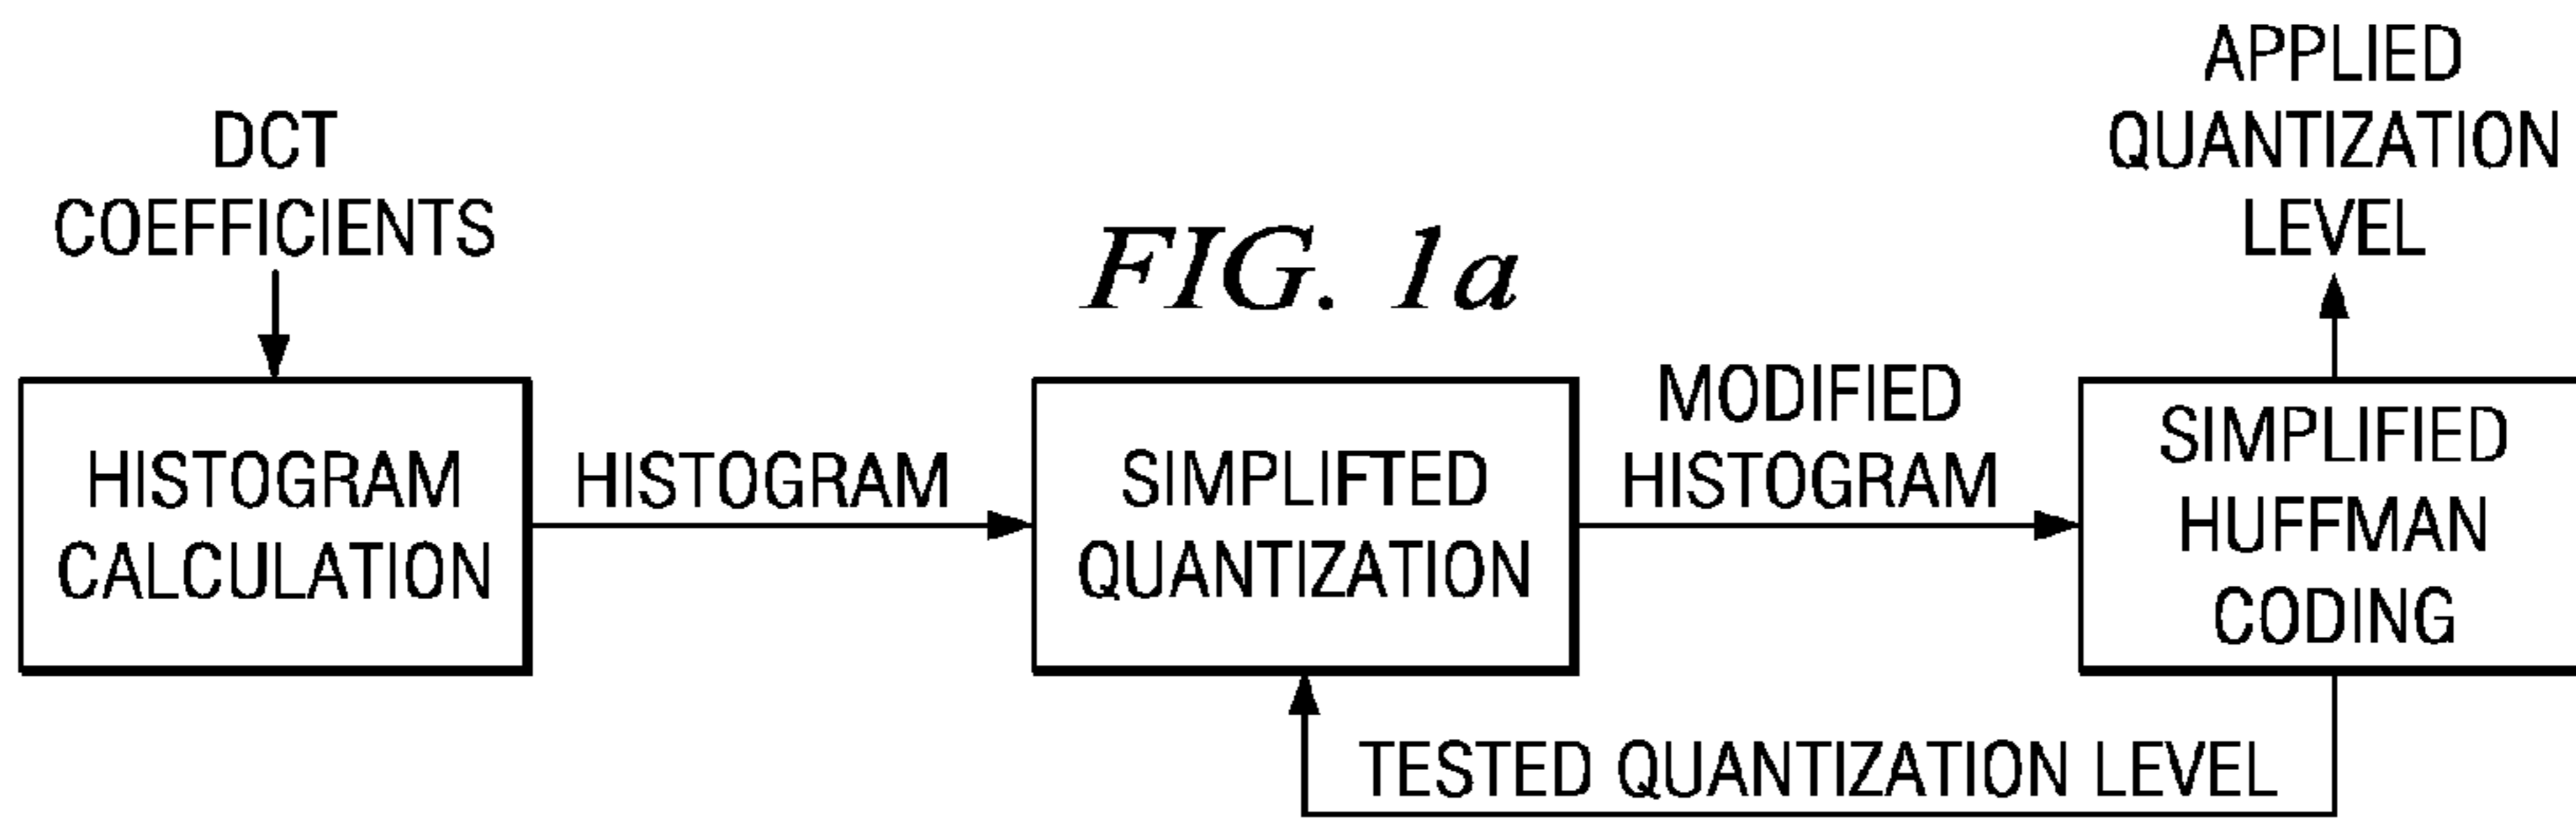 DCT
COEFFICIENTS
HISTOGRAM
CALCULATION
HISTOGRAM
FIG. 1a
SIMPLIFTED
QUANTIZATION
MODIFIED
HISTOGRAM
APPLIED
QUANTIZATION
LEVEL
SIMPLIFIED
HUFFMAN
CODING
TESTED QUANTIZATION LEVEL